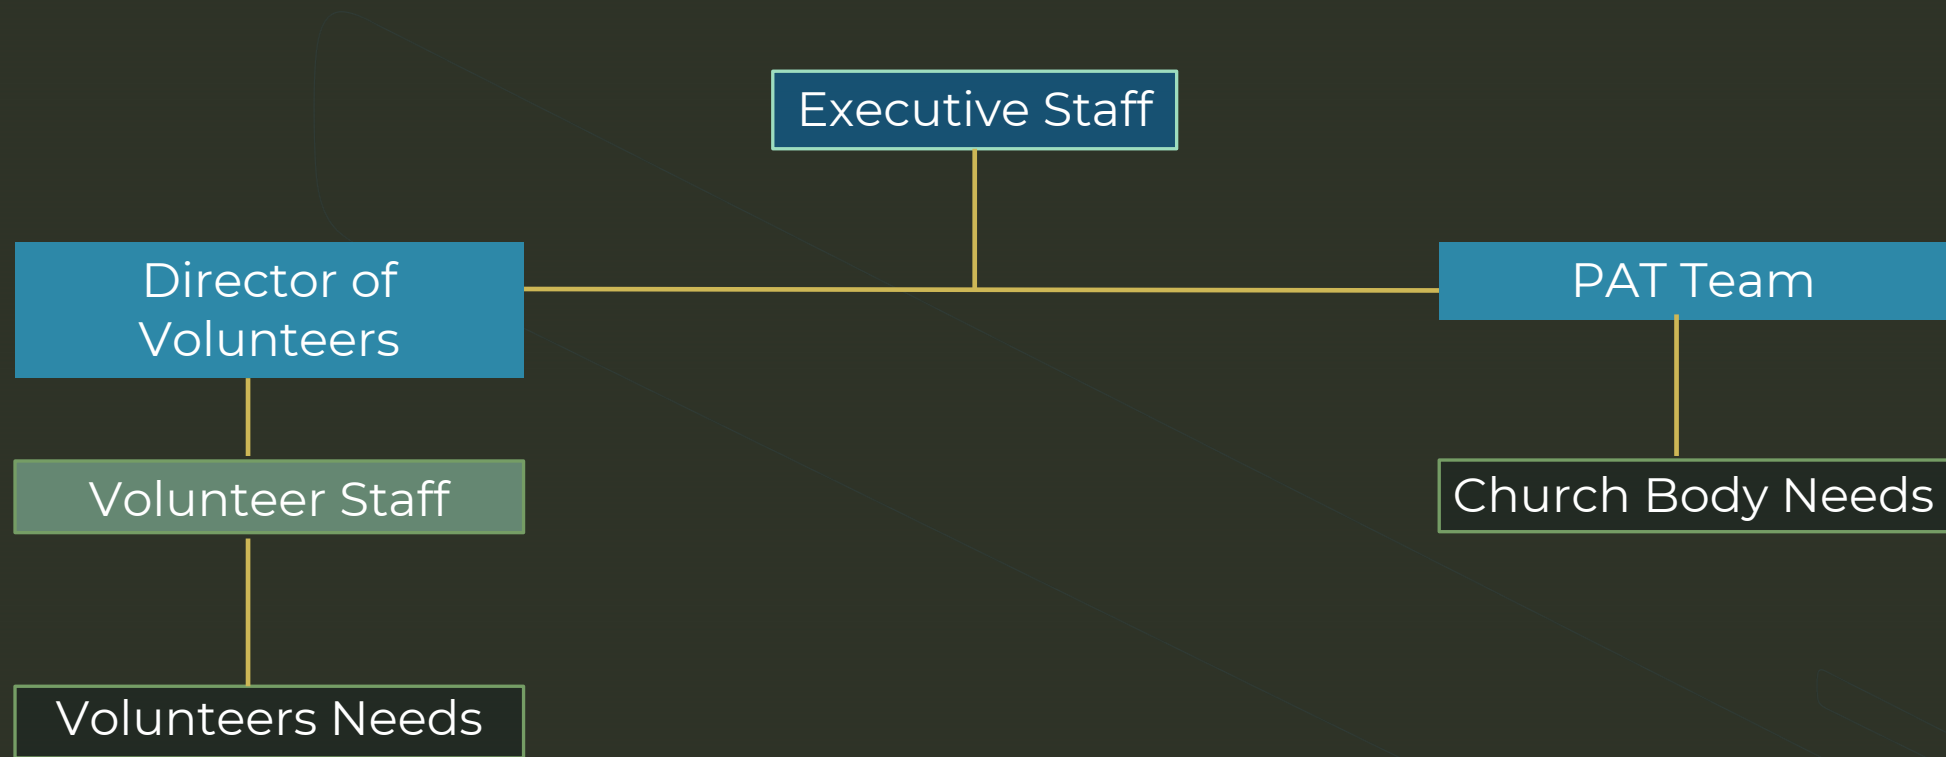 Executive Staff
Director of
Volunteers
PAT Team
Volunteer Staff
Church Body Needs
Volunteers Needs